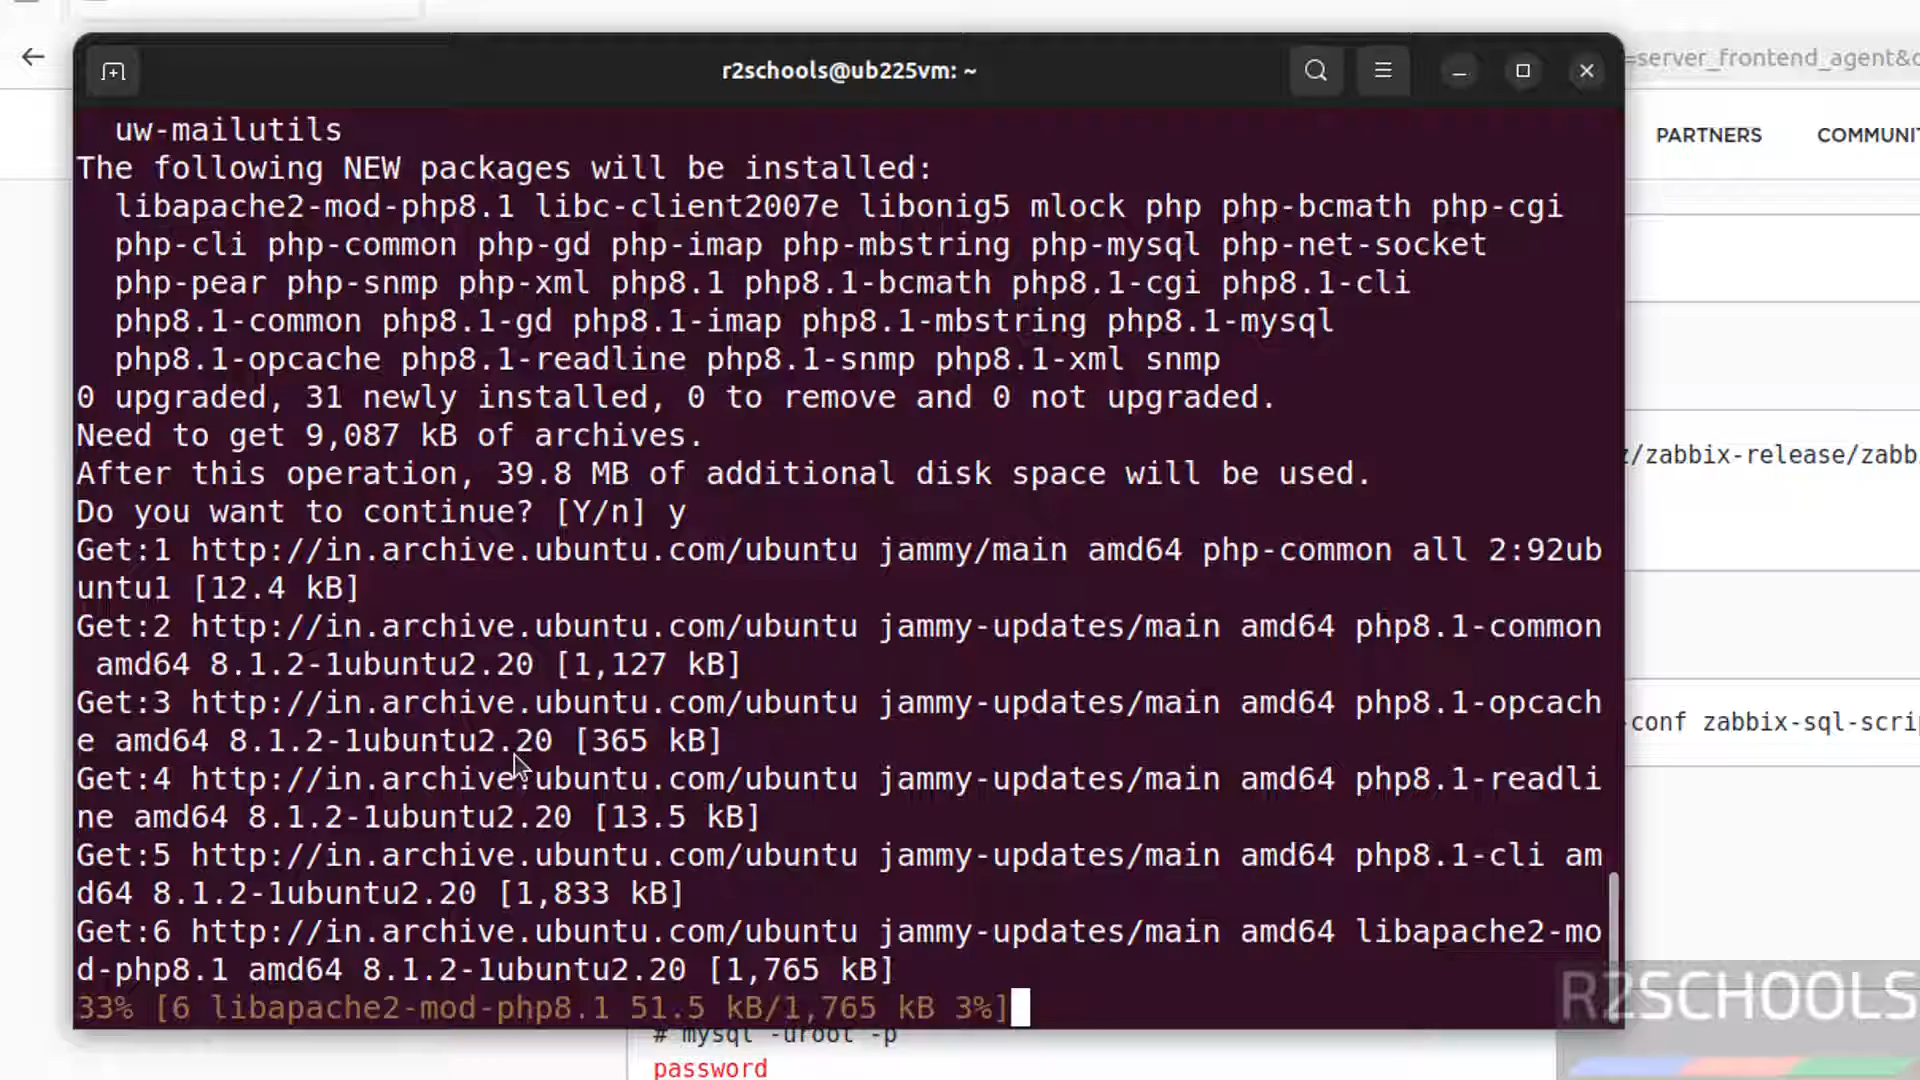 r2schools@ub225vm: ~
=server_frontend_agent&
PARTNERS
COMMUNI
uw-mailutils
The following NEW packages will be installed:
libapache2-mod-php8.1 libc-client2007e libonig5 mlock php php-bcmath php-cgi
php-cli php-common php-gd php-imap php-mbstring php-mysql php-net-socket
php-pear php-snmp php-xml php8.1 php8.1-bcmath php8.1-cgi php8.1-cli
php8.1-common php8.1-gd php8.1-imap php8.1-mbstring php8.1-mysql
php8.1-opcache php8.1-readline php8.1-snmp php8.1-xml snmp
0 upgraded, 31 newly installed, 0 to remove and 0 not upgraded.
Need to get 9,087 kB of archives.
After this operation, 39.8 MB of additional disk space will be used.
Do you want to continue? [Y/n] y
Get:1 http://in.archive.ubuntu.com/ubuntu jammy/main amd64 php-common all 2:92ub
untu1 [12.4 kB]
Get:2 http://in.archive.ubuntu.com/ubuntu jammy-updates/main amd64 php8.1-common
amd64 8.1.2-1ubuntu2.20 [1,127 kB]
Get:3 http://in.archive.ubuntu.com/ubuntu jammy-updates/main amd64 php8.1-opcach
e amd64 8.1.2-1ubuntu2.20 [365 kB]
Get:4 http://in.archive.ubuntu.com/ubuntu jammy-updates/main amd64 php8.1-readli
ne amd64 8.1.2-1ubuntu2.20 [13.5 kB]
Get:5 http://in.archive.ubuntu.com/ubuntu jammy-updates/main amd64 php8.1-cli am
d64 8.1.2-1ubuntu2.20 [1,833 kB]
Get:6 http://in.archive.ubuntu.com/ubuntu jammy-updates/main amd64 libapache2-mo
d-php8.1 amd64 8.1.2-1ubuntu2.20 [1,765 kB]
33% [6 libapache2-mod-php8.1 51.5 kB/1,765 kB 3%]
z/zabbix-release/zabb
-conf zabbix-sql-scri
R2SCHOOLS
# mysql -uroot -p
password